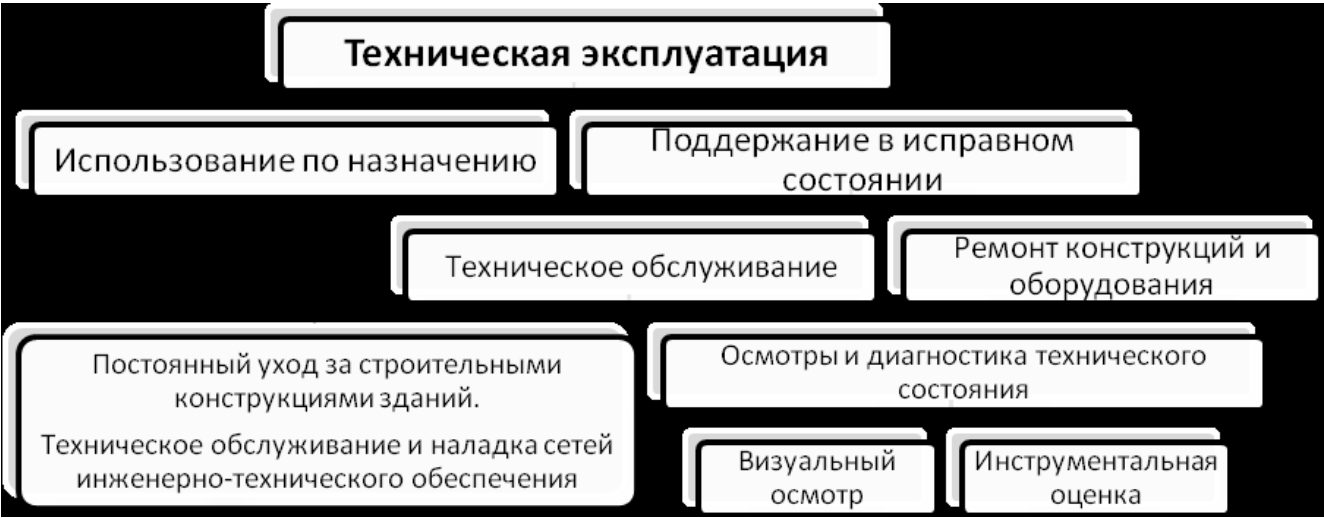 Техническая эксплуатация
Использование по назначению
Поддержание в исправном
состоянии
Техническое обслуживание
Ремонт конструкций и
оборудования
Постоянный уход за строительными
конструкциями зданий.
Техническое обслуживание и наладка сетей
инженерно-технического обеспечения
Осмотры и диагностика технического
состояния
Визуальный
осмотр
Инструментальная
оценка